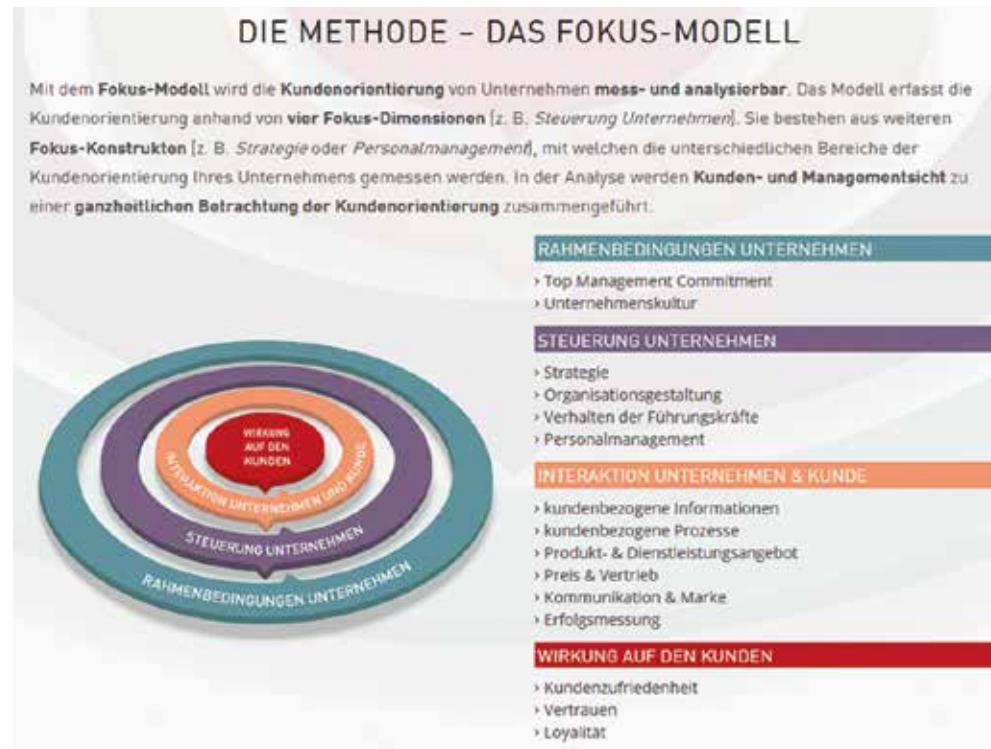 DIE METHODE – DAS FOKUS-MODELL
Mit dem Fokus-Modell wird die Kundenorientierung von Unternehmen mess- und analysierbar. Das Modell erfasst die
Kundenorientierung anhand von vier Fokus-Dimensionen [z. B. Steuerung Unternehmen]. Sie bestehen aus weiteren
Fokus-Konstrukten [z. B. Strategie oder Personalmanagement], mit welchen die unterschiedlichen Bereiche der
Kundenorientierung Ihres Unternehmens gemessen werden. In der Analyse werden Kunden- und Managementsicht zu
einer ganzheitlichen Betrachtung der Kundenorientierung zusammengeführt.
WIRKUNG
AUF DEN
KUNDEN
INTERAKTION UNTERNEHMEN UND KUNDE
STEUERUNG UNTERNEHMEN
RAHMENBEDINGUNGEN UNTERNEHMEN
RAHMENBEDINGUNGEN UNTERNEHMEN
› Top Management Commitment
› Unternehmenskultur
STEUERUNG UNTERNEHMEN
› Strategie
› Organisationsgestaltung
› Verhalten der Führungskräfte
› Personalmanagement
INTERAKTION UNTERNEHMEN & KUNDE
› kundenbezogene Informationen
› kundenbezogene Prozesse
› Produkt- & Dienstleistungsangebot
› Preis & Vertrieb
› Kommunikation & Marke
› Erfolgsmessung
WIRKUNG AUF DEN KUNDEN
› Kundenzufriedenheit
› Vertrauen
› Loyalität